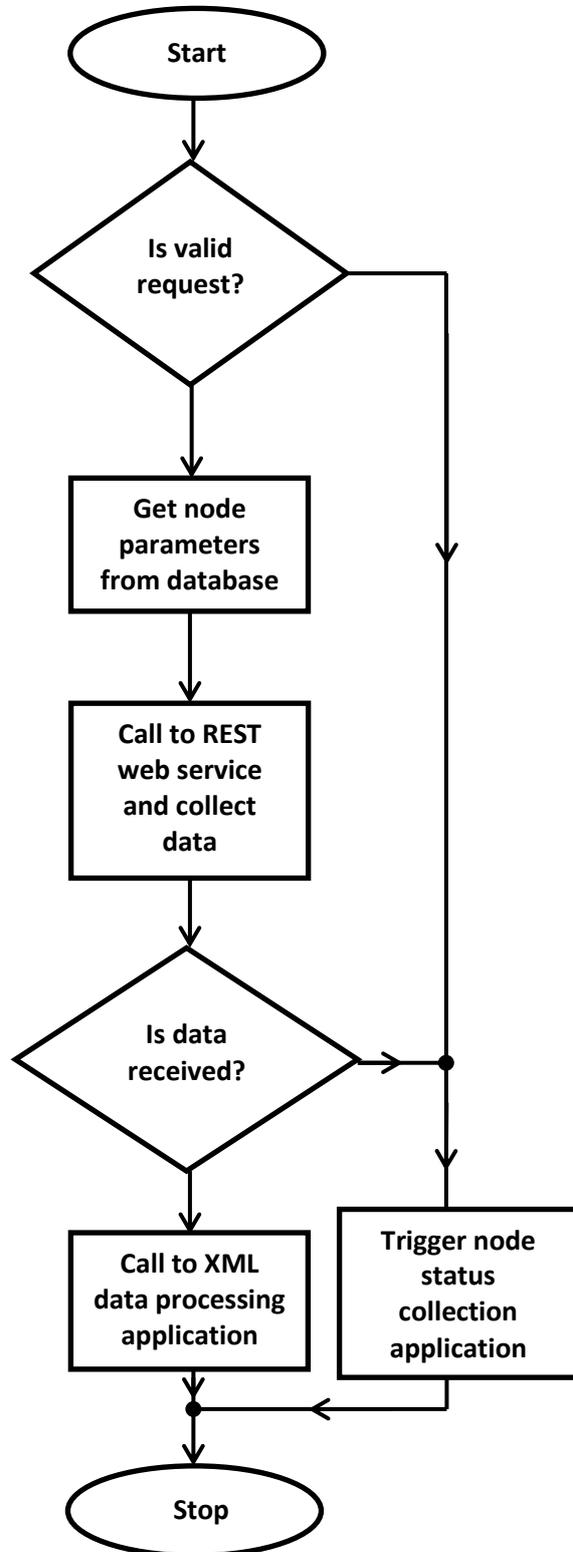 Start
Is valid
request?
Get node
parameters
from database
Call to REST
web service
and collect
data
Is data
received?
Call to XML
data processing
application
Trigger node
status
collection
application
Stop